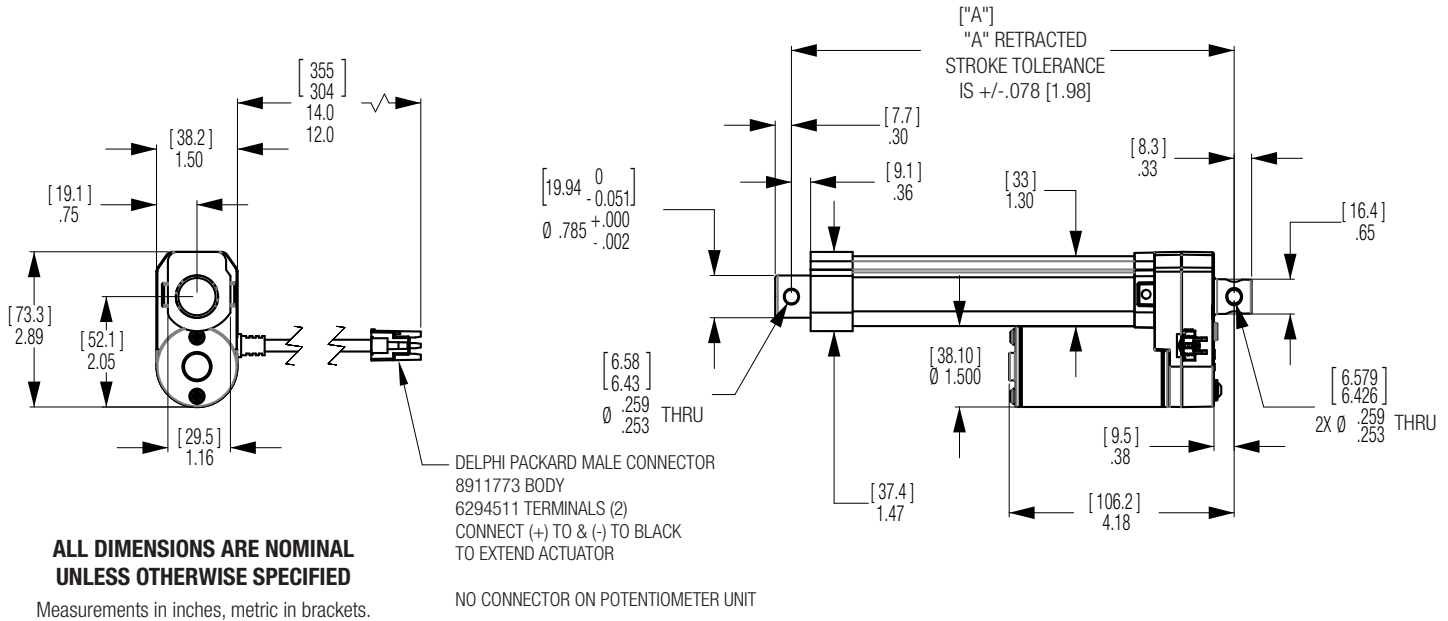 ["A"]
"A" RETRACTED
STROKE TOLERANCE
IS +/-.078 [1.98]
[ 355
304 ]
14.0
12.0
[ 38.2 ]
1.50
[ 19.1 ]
.75
[ 73.3 ]
2.89
[ 52.1 ]
2.05
[ 29.5 ]
1.16
[ 7.7 ]
.30
[ 9.1 ]
.36
[ 8.3 ]
.33
[ 33 ]
1.30
[ 16.4 ]
.65
[19.94 0
- 0.051]
Ø .785 +.000
- .002
[ 6.58
6.43 ]
Ø .259
.253 THRU
[ 38.10 ]
Ø 1.500
[ 6.579
6.426 ]
2X Ø .259
.253 THRU
[ 9.5 ]
.38
[ 37.4 ]
1.47
[ 106.2 ]
4.18
DELPHI PACKARD MALE CONNECTOR
8911773 BODY
6294511 TERMINALS (2)
CONNECT (+) TO & (-) TO BLACK
TO EXTEND ACTUATOR
NO CONNECTOR ON POTENTIOMETER UNIT
ALL DIMENSIONS ARE NOMINAL
UNLESS OTHERWISE SPECIFIED
Measurements in inches, metric in brackets.